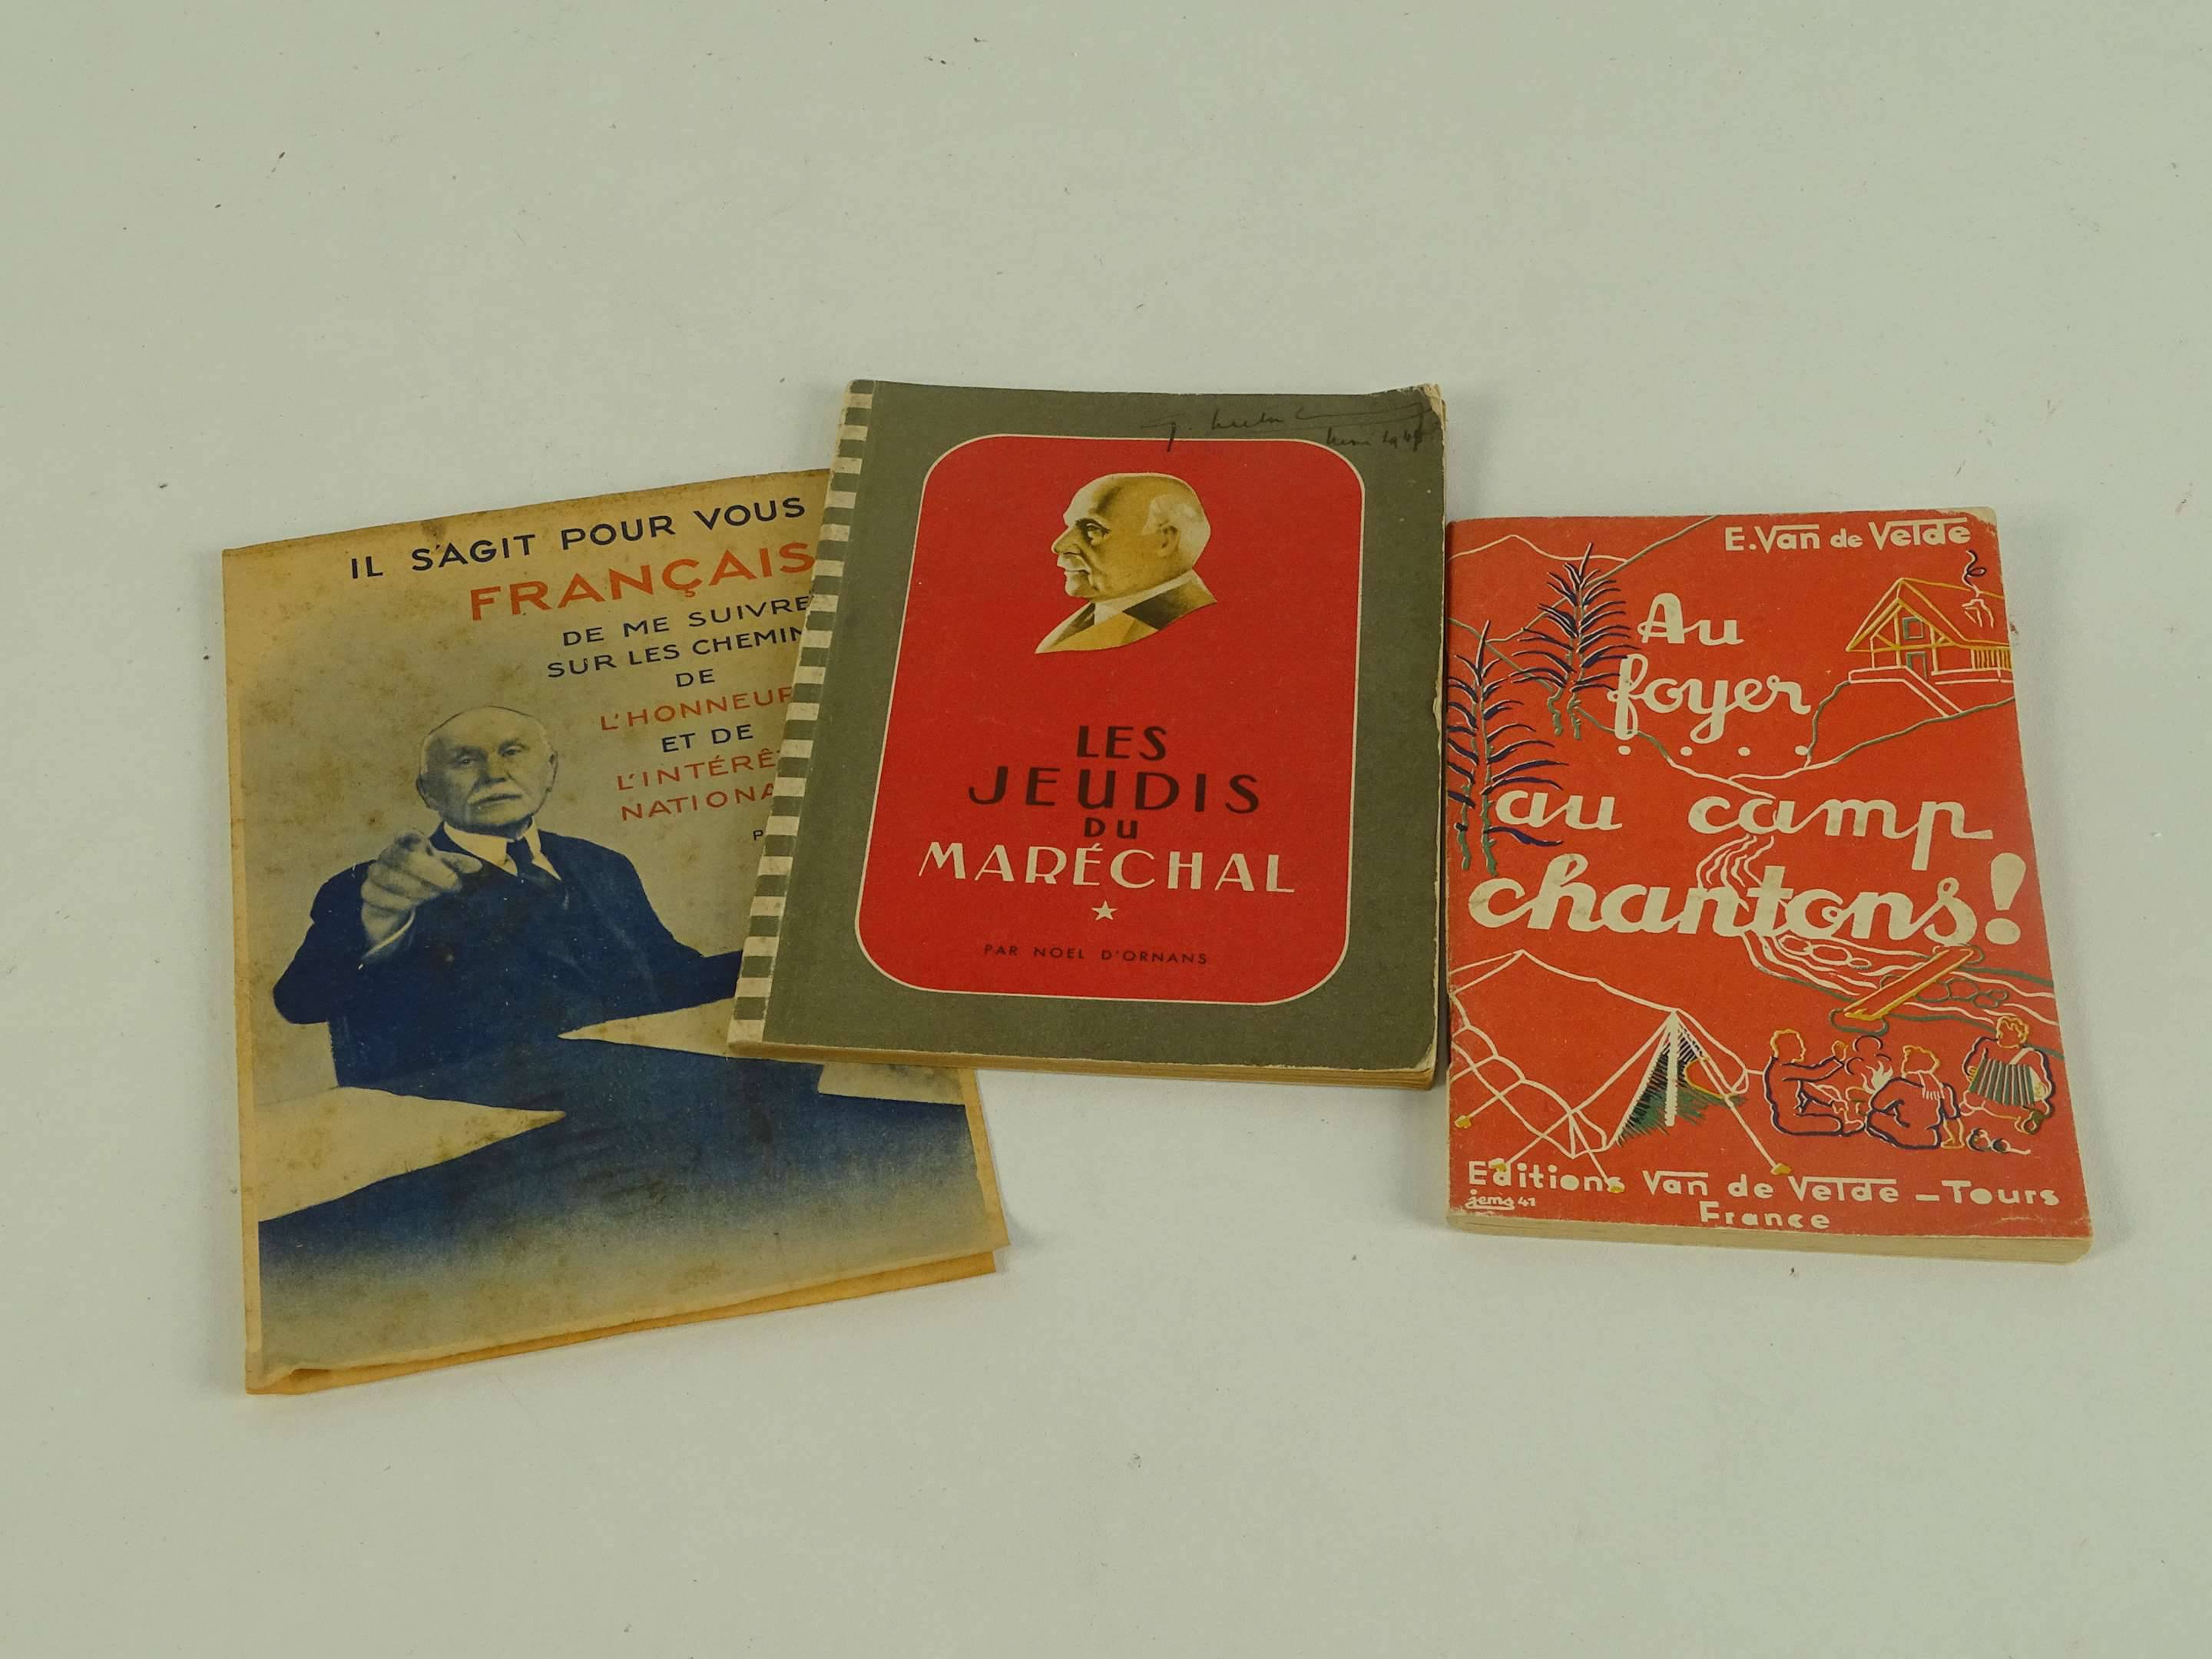 IL S'AGIT POUR VOUS
FRANÇAIS
DE ME SUIVRE
SUR LES CHEMIN
DE
L'HONNEUR
ET DE
L'INTÉRÊ
NATIONA
P
LES
JEUDIS
DU
MARÉCHAL
PAR NOEL D'ORNANS
E. Van de Velde
Au
foyer
....
au camp
chantons!
Editions Van de Velde - Tours
jems 41
France